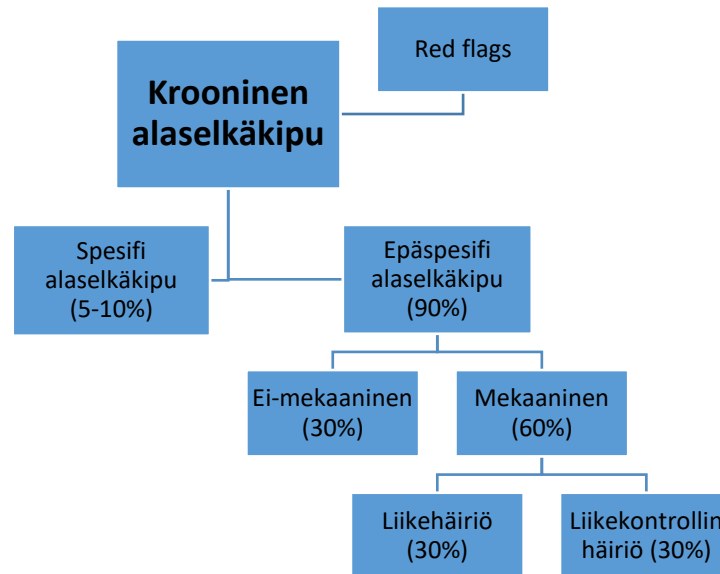 Red flags
Krooninen
alaselkäkipu
Spesifi
alaselkäkipu
(5-10%)
Epäspesifi
alaselkäkipu
(90%)
Ei-mekaaninen
(30%)
Mekaaninen
(60%)
Liikehäiriö
(30%)
Liikekontrollin
häiriö (30%)